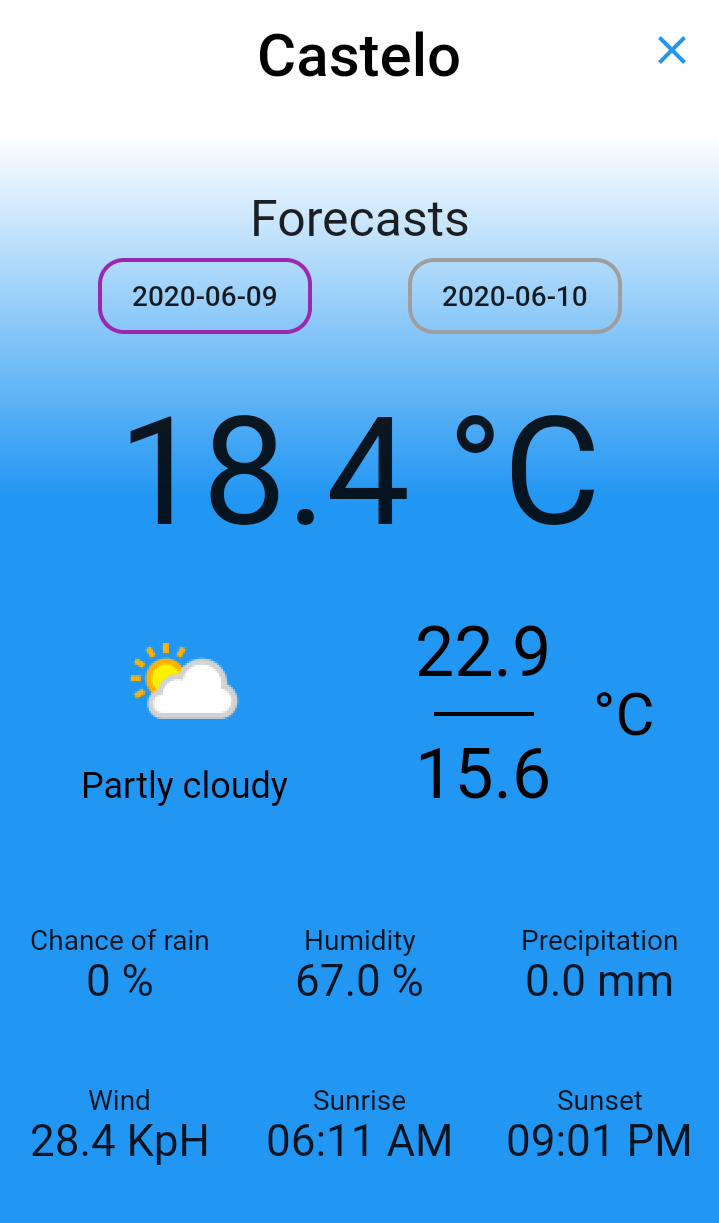 Castelo
Forecasts
2020-06-09 2020-06-10
18.4 °C
22.9
°C
15.6
Partly cloudy
Chance of rain Humidity Precipitation
0 % 67.0 % 0.0 mm
Wind Sunrise Sunset
28.4 KpH 06:11 AM 09:01 PM